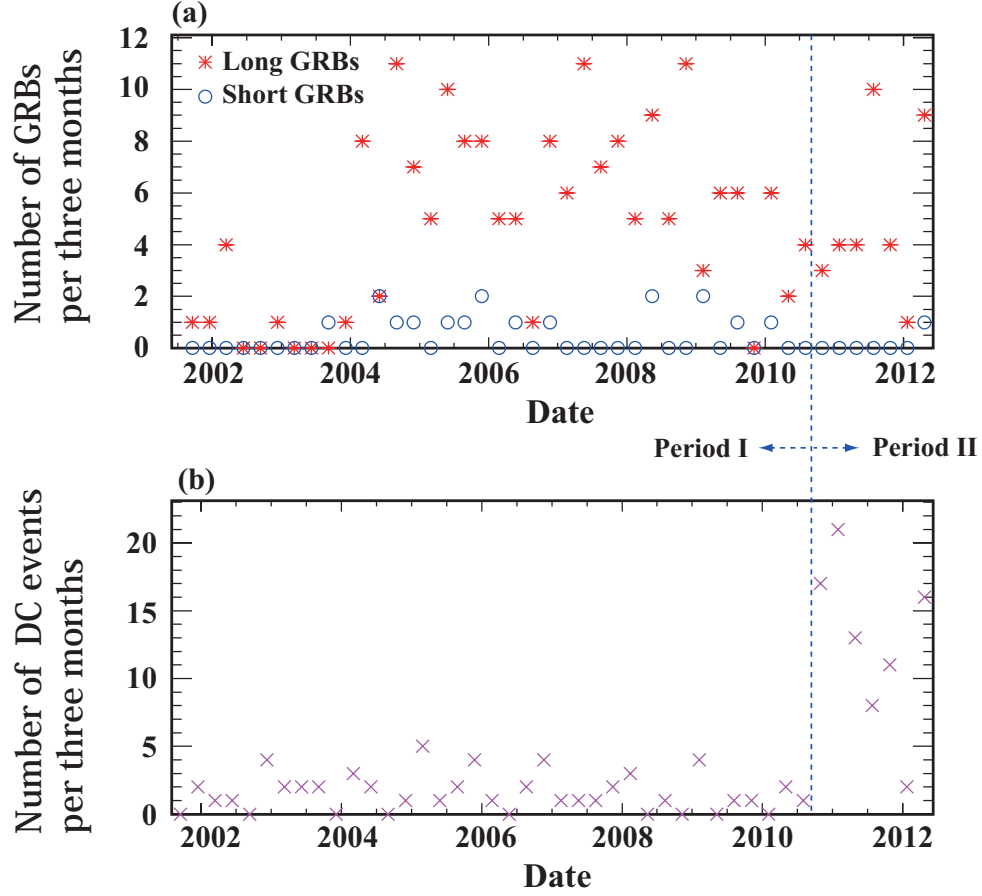 (a)
Number of GRBs
per three months
12
10
8
6
4
2
0
Long GRBs
Short GRBs
2002 2004 2006 2008 2010 2012
Date
Period I Period II
(b)
Number of DC events
per three months
20
15
10
5
0
2002 2004 2006 2008 2010 2012
Date